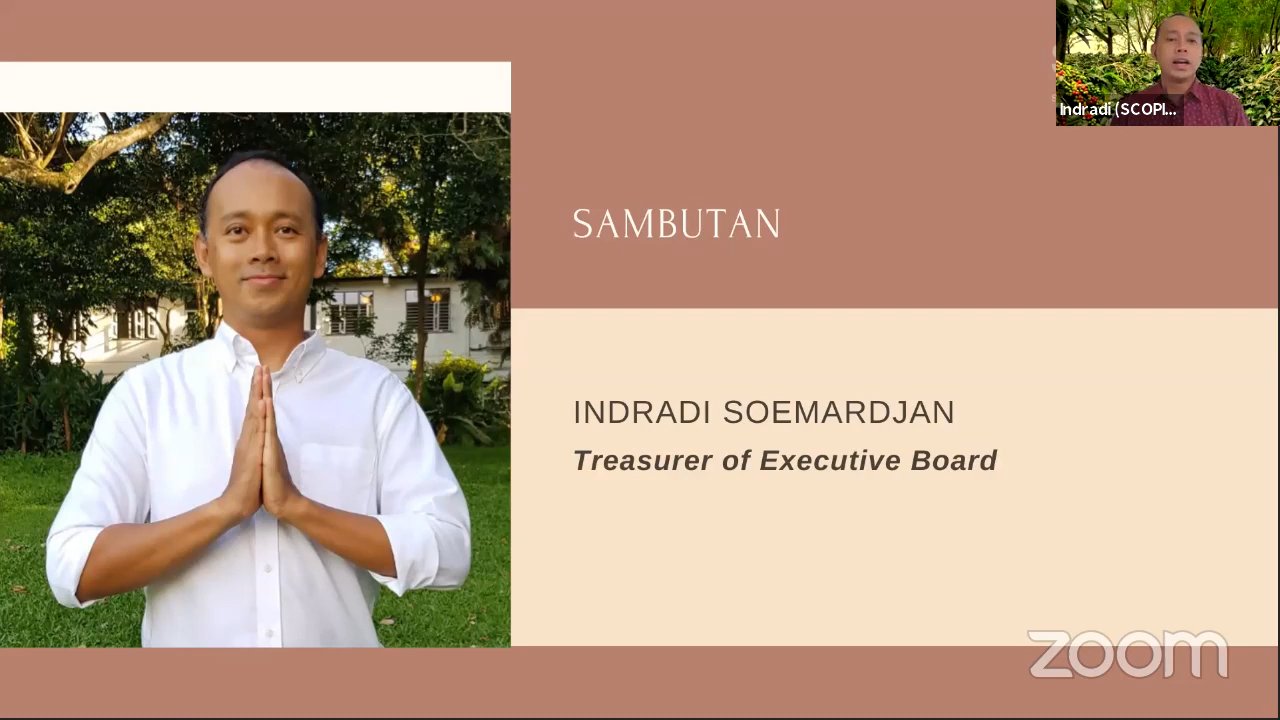 Indradi (SCOPI...
SAMBUTAN
INDRADI SOEMARDJAN
Treasurer of Executive Board
zoom